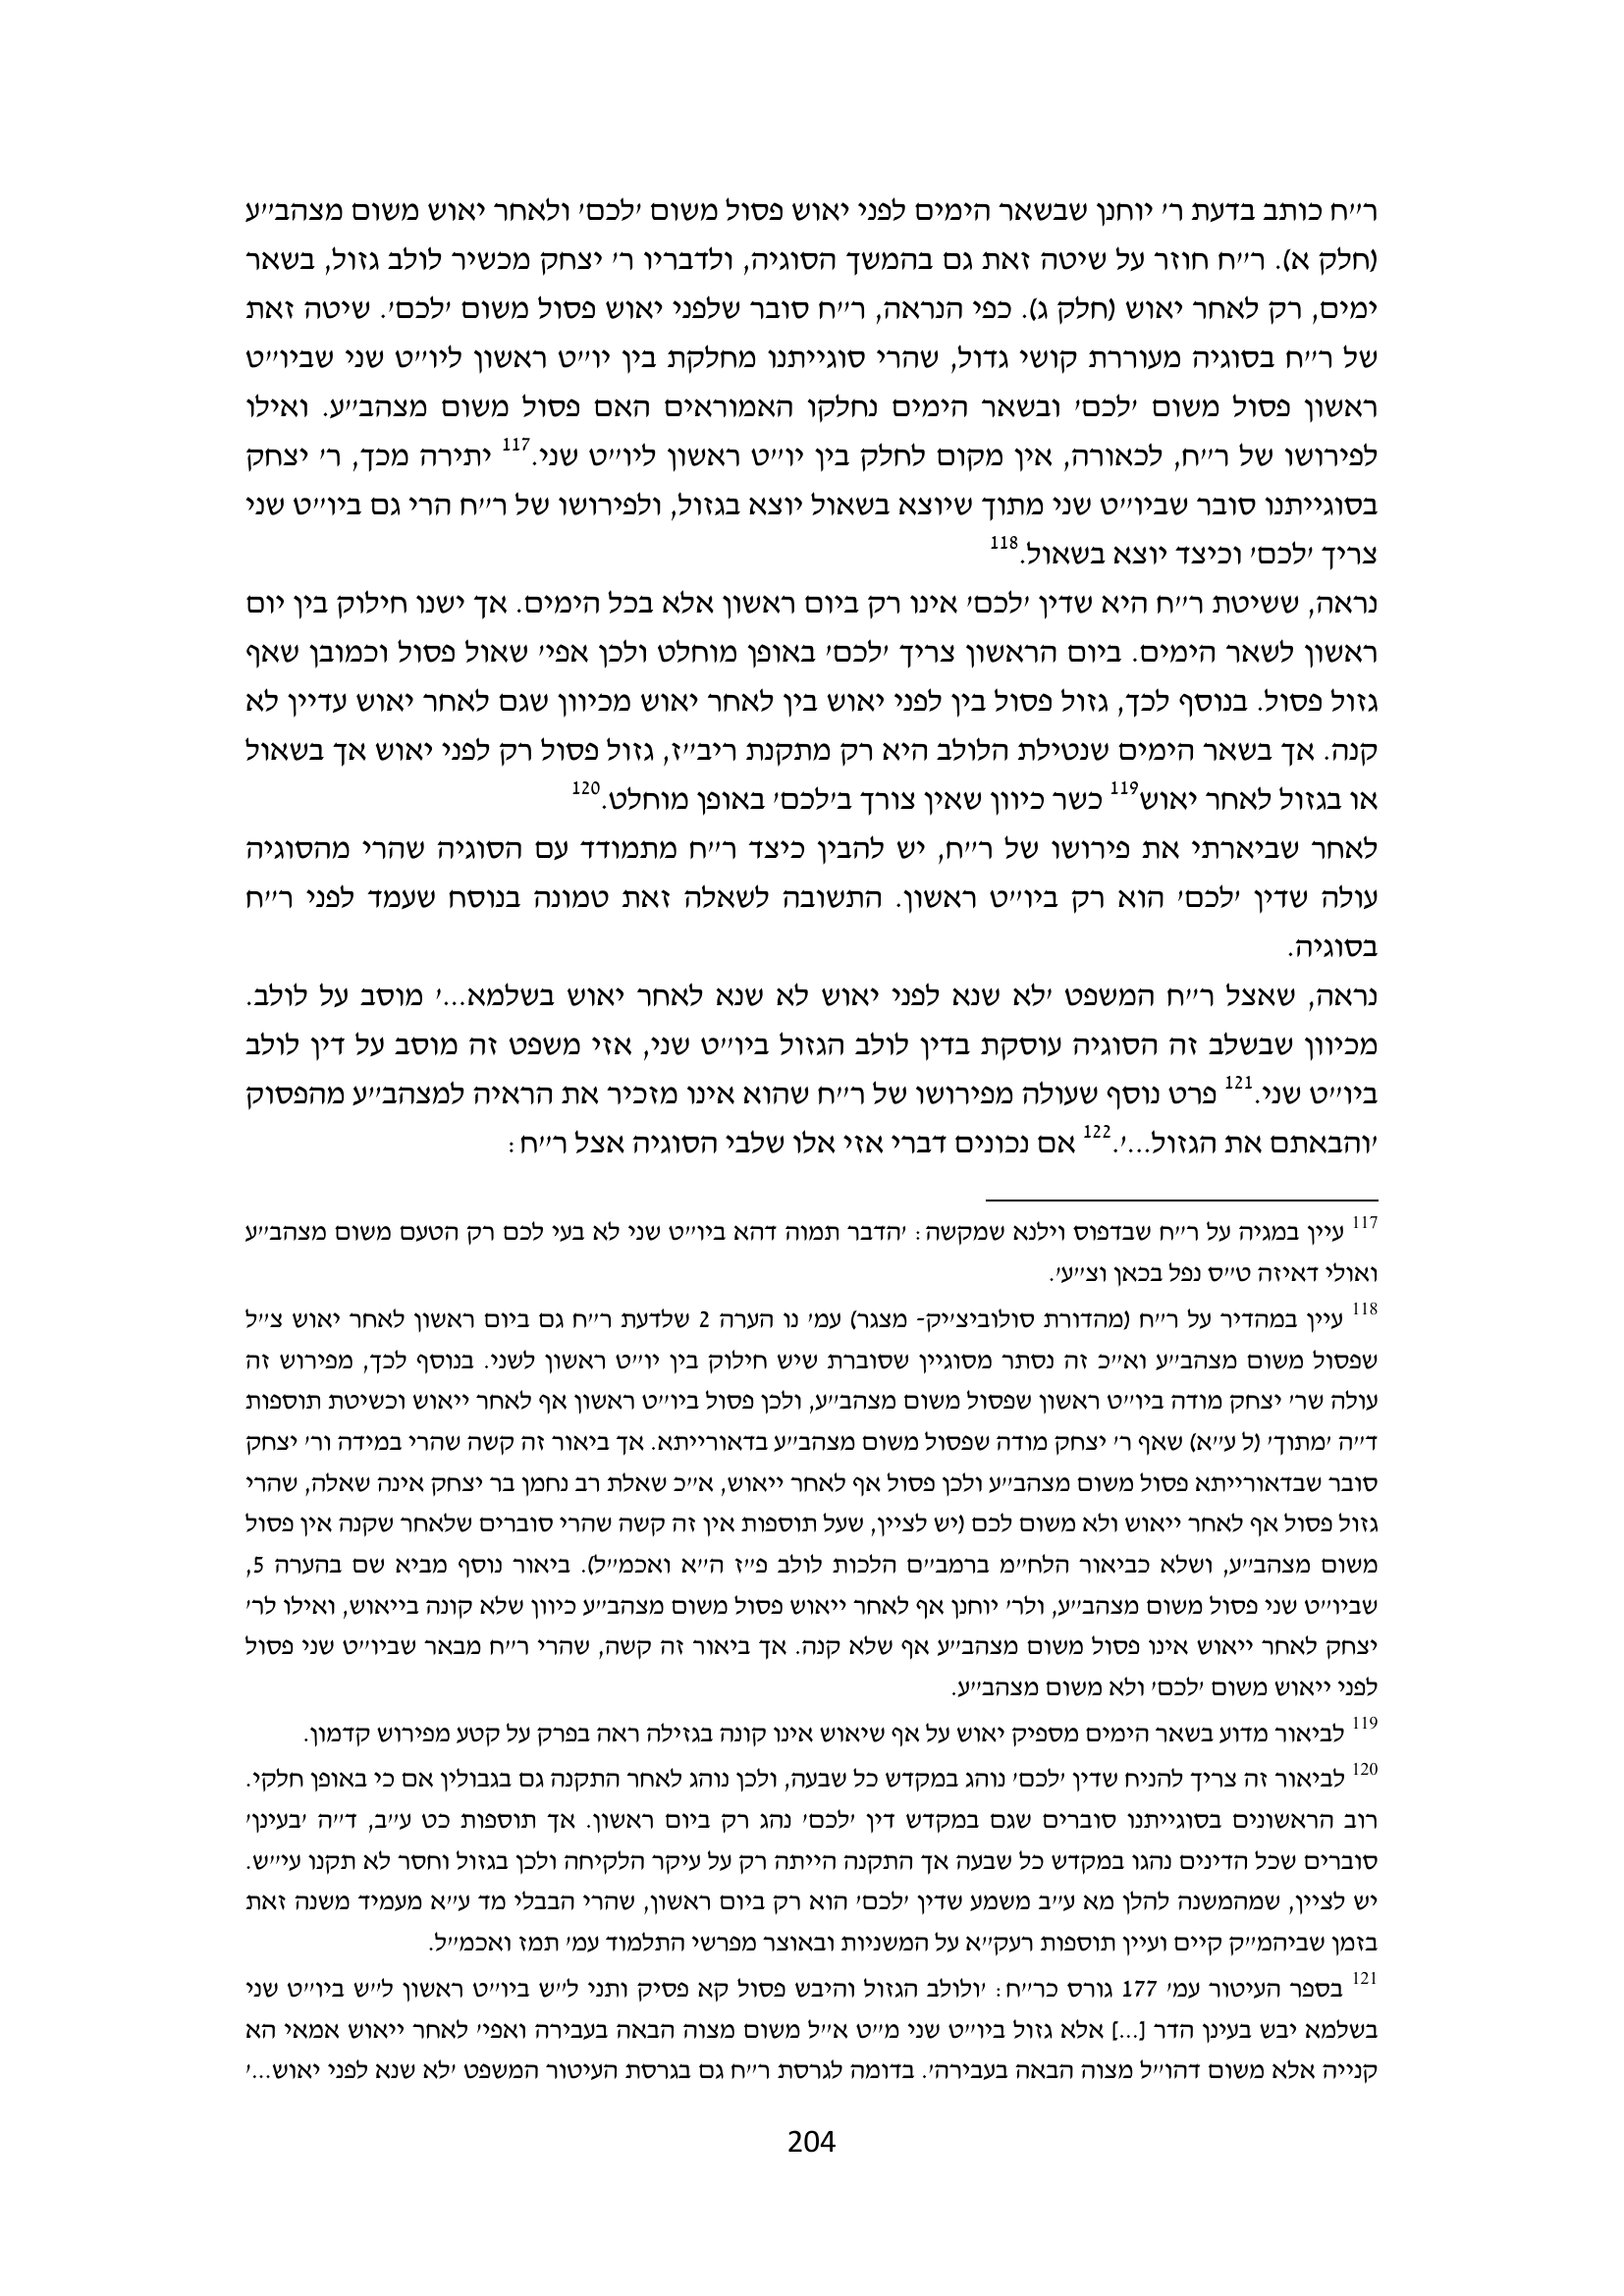 ר״ח כותב בדעת ר׳ יוחנן שבשאר הימים לפני יאוש פסול משום ׳לכם׳ ולאחר יאוש משום מצהב״ע
(חלק א). ר״ח חוזר על שיטה זאת גם בהמשך הסוגיה, ולדבריו ר׳ יצחק מכשיר לולב גזול, בשאר
ימים, רק לאחר יאוש (חלק ג). כפי הנראה, ר״ח סובר שלפני יאוש פסול משום ׳לכם׳. שיטה זאת
של ר״ח בסוגיה מעוררת קושי גדול, שהרי סוגייתנו מחלקת בין יו״ט ראשון ליו״ט שני שביו״ט
ראשון פסול משום ׳לכם׳ ובשאר הימים נחלקו האמוראים האם פסול משום מצהב״ע. ואילו
לפירושו של ר״ח, לכאורה, אין מקום לחלק בין יו״ט ראשון ליו״ט שני.117 יתירה מכך, ר׳ יצחק
בסוגייתנו סובר שביו״ט שני מתוך שיוצא בשאול יוצא בגזול, ולפירושו של ר״ח הרי גם ביו״ט שני
צריך ׳לכם׳ וכיצד יוצא בשאול.118
נראה, ששיטת ר״ח היא שדין ׳לכם׳ אינו רק ביום ראשון אלא בכל הימים. אך ישנו חילוק בין יום
ראשון לשאר הימים. ביום הראשון צריך ׳לכם׳ באופן מוחלט ולכן אפי׳ שאול פסול וכמובן שאף
גזול פסול. בנוסף לכך, גזול פסול בין לפני יאוש בין לאחר יאוש מכיוון שגם לאחר יאוש עדיין לא
קנה. אך בשאר הימים שנטילת הלולב היא רק מתקנת ריב״ז, גזול פסול רק לפני יאוש אך בשאול
או בגזול לאחר יאוש119 כשר כיוון שאין צורך ב׳לכם׳ באופן מוחלט.120
לאחר שביארתי את פירושו של ר״ח, יש להבין כיצד ר״ח מתמודד עם הסוגיה שהרי מהסוגיה
עולה שדין ׳לכם׳ הוא רק ביו״ט ראשון. התשובה לשאלה זאת טמונה בנוסח שעמד לפני ר״ח
בסוגיה.
נראה, שאצל ר״ח המשפט ׳לא שנא לפני יאוש לא שנא לאחר יאוש בשלמא...׳ מוסב על לולב.
מכיוון שבשלב זה הסוגיה עוסקת בדין לולב הגזול ביו״ט שני, אזי משפט זה מוסב על דין לולב
ביו״ט שני.121 פרט נוסף שעולה מפירושו של ר״ח שהוא אינו מזכיר את הראיה למצהב״ע מהפסוק
׳והבאתם את הגזול...׳.122 אם נכונים דברי אזי אלו שלבי הסוגיה אצל ר״ח:
117 עיין במגיה על ר״ח שבדפוס וילנא שמקשה: ׳הדבר תמוה דהא ביו״ט שני לא בעי לכם רק הטעם משום מצהב״ע
ואולי דאיזה ט״ס נפל בכאן וצ״ע׳.
118 עיין במהדיר על ר״ח (מהדורת סולוביצ׳יק- מצגר) עמ׳ נו הערה 2 שלדעת ר״ח גם ביום ראשון לאחר יאוש צ״ל
שפסול משום מצהב״ע וא״כ זה נסתר מסוגיין שסוברת שיש חילוק בין יו״ט ראשון לשני. בנוסף לכך, מפירוש זה
עולה שר׳ יצחק מודה ביו״ט ראשון שפסול משום מצהב״ע, ולכן פסול ביו״ט ראשון אף לאחר ייאוש וכשיטת תוספות
ד״ה ׳מתוך׳ (ל ע״א) שאף ר׳ יצחק מודה שפסול משום מצהב״ע בדאורייתא. אך ביאור זה קשה שהרי במידה ור׳ יצחק
סובר שבדאורייתא פסול משום מצהב״ע ולכן פסול אף לאחר ייאוש, א״כ שאלת רב נחמן בר יצחק אינה שאלה, שהרי
גזול פסול אף לאחר ייאוש ולא משום לכם (יש לציין, שעל תוספות אין זה קשה שהרי סוברים שלאחר שקנה אין פסול
משום מצהב״ע, ושלא כביאור הלח״מ ברמב״ם הלכות לולב פ״ז ה״א ואכמ״ל). ביאור נוסף מביא שם בהערה 5,
שביו״ט שני פסול משום מצהב״ע, ולר׳ יוחנן אף לאחר ייאוש פסול משום מצהב״ע כיוון שלא קונה בייאוש, ואילו לר׳
יצחק לאחר ייאוש אינו פסול משום מצהב״ע אף שלא קנה. אך ביאור זה קשה, שהרי ר״ח מבאר שביו״ט שני פסול
לפני ייאוש משום ׳לכם׳ ולא משום מצהב״ע.
119 לביאור מדוע בשאר הימים מספיק יאוש על אף שיאוש אינו קונה בגזילה ראה בפרק על קטע מפירוש קדמון.
120 לביאור זה צריך להניח שדין ׳לכם׳ נוהג במקדש כל שבעה, ולכן נוהג לאחר התקנה גם בגבולין אם כי באופן חלקי.
רוב הראשונים בסוגייתנו סוברים שגם במקדש דין ׳לכם׳ נהג רק ביום ראשון. אך תוספות כט ע״ב, ד״ה ׳בעינן׳
סוברים שכל הדינים נהגו במקדש כל שבעה אך התקנה הייתה רק על עיקר הלקיחה ולכן בגזול וחסר לא תקנו עי״ש.
יש לציין, שמהמשנה להלן מא ע״ב משמע שדין ׳לכם׳ הוא רק ביום ראשון, שהרי הבבלי מד ע״א מעמיד משנה זאת
בזמן שביהמ״ק קיים ועיין תוספות רעק״א על המשניות ובאוצר מפרשי התלמוד עמ׳ תמז ואכמ״ל.
121 בספר העיטור עמ׳ 177 גורס כר״ח: ׳ולולב הגזול והיבש פסול קא פסיק ותני ל״ש ביו״ט ראשון ל״ש ביו״ט שני
בשלמא יבש בעינן הדר [...] אלא גזול ביו״ט שני מ״ט א״ל משום מצוה הבאה בעבירה ואפי׳ לאחר ייאוש אמאי הא
קנייה אלא משום דהו״ל מצוה הבאה בעבירה׳. בדומה לגרסת ר״ח גם בגרסת העיטור המשפט ׳לא שנא לפני יאוש...׳
204